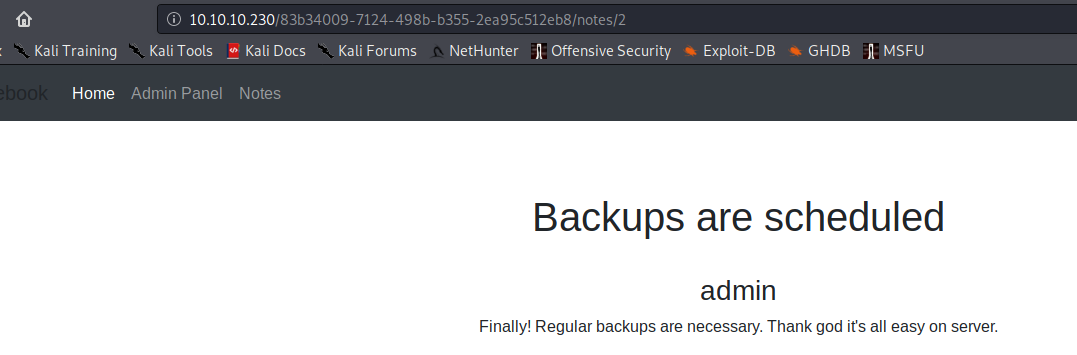 10.10.10.230/83b34009-7124-498b-b355-2ea95c512eb8/notes/2
Kali Training Kali Tools Kali Docs Kali Forums NetHunter Offensive Security Exploit-DB GHDB MSFU
ebook Home Admin Panel Notes
Backups are scheduled
admin
Finally! Regular backups are necessary. Thank god it's all easy on server.